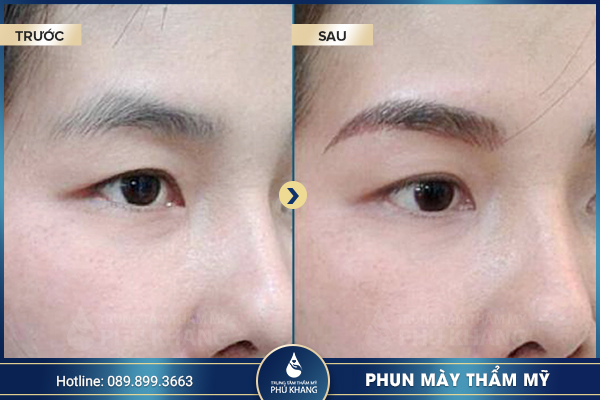 TRƯỚC
SAU
Hotline: 089.899.3663
TRUNG TÂM THẨM MỸ
PHÚ KHANG
PHUN MÀY THẨM MỸ